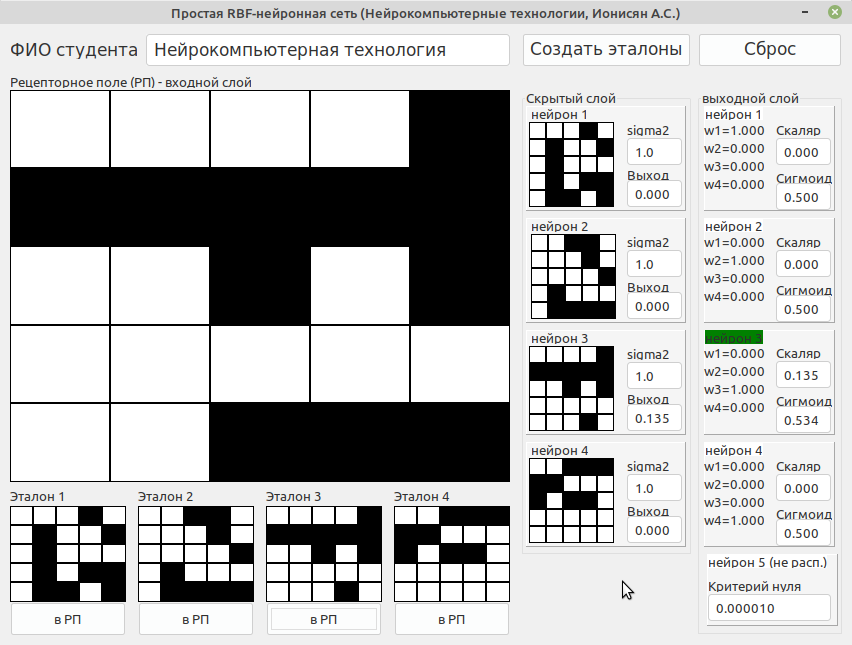 Простая RBF-нейронная сеть (Нейрокомпьютерные технологии, Ионисян А.С.)
ФИО студента
Нейрокомпьютерная технология
Создать эталоны
Сброс
Рецепторное поле (РП) - входной слой
Скрытый слой
нейрон 1
sigma2
1.0
Выход
0.000
нейрон 2
sigma2
1.0
Выход
0.000
нейрон 3
sigma2
1.0
Выход
0.135
нейрон 4
sigma2
1.0
Выход
0.000
выходной слой
нейрон 1
w1=1.000
w2=0.000
w3=0.000
w4=0.000
Скаляр
0.000
Сигмоид
0.500
нейрон 2
w1=0.000
w2=1.000
w3=0.000
w4=0.000
Скаляр
0.000
Сигмоид
0.500
нейрон 3
w1=0.000
w2=0.000
w3=1.000
w4=0.000
Скаляр
0.135
Сигмоид
0.534
нейрон 4
w1=0.000
w2=0.000
w3=0.000
w4=1.000
Скаляр
0.000
Сигмоид
0.500
нейрон 5 (не расп.)
Критерий нуля
0.000010
Эталон 1
Эталон 2
Эталон 3
Эталон 4
в РП
в РП
в РП
в РП